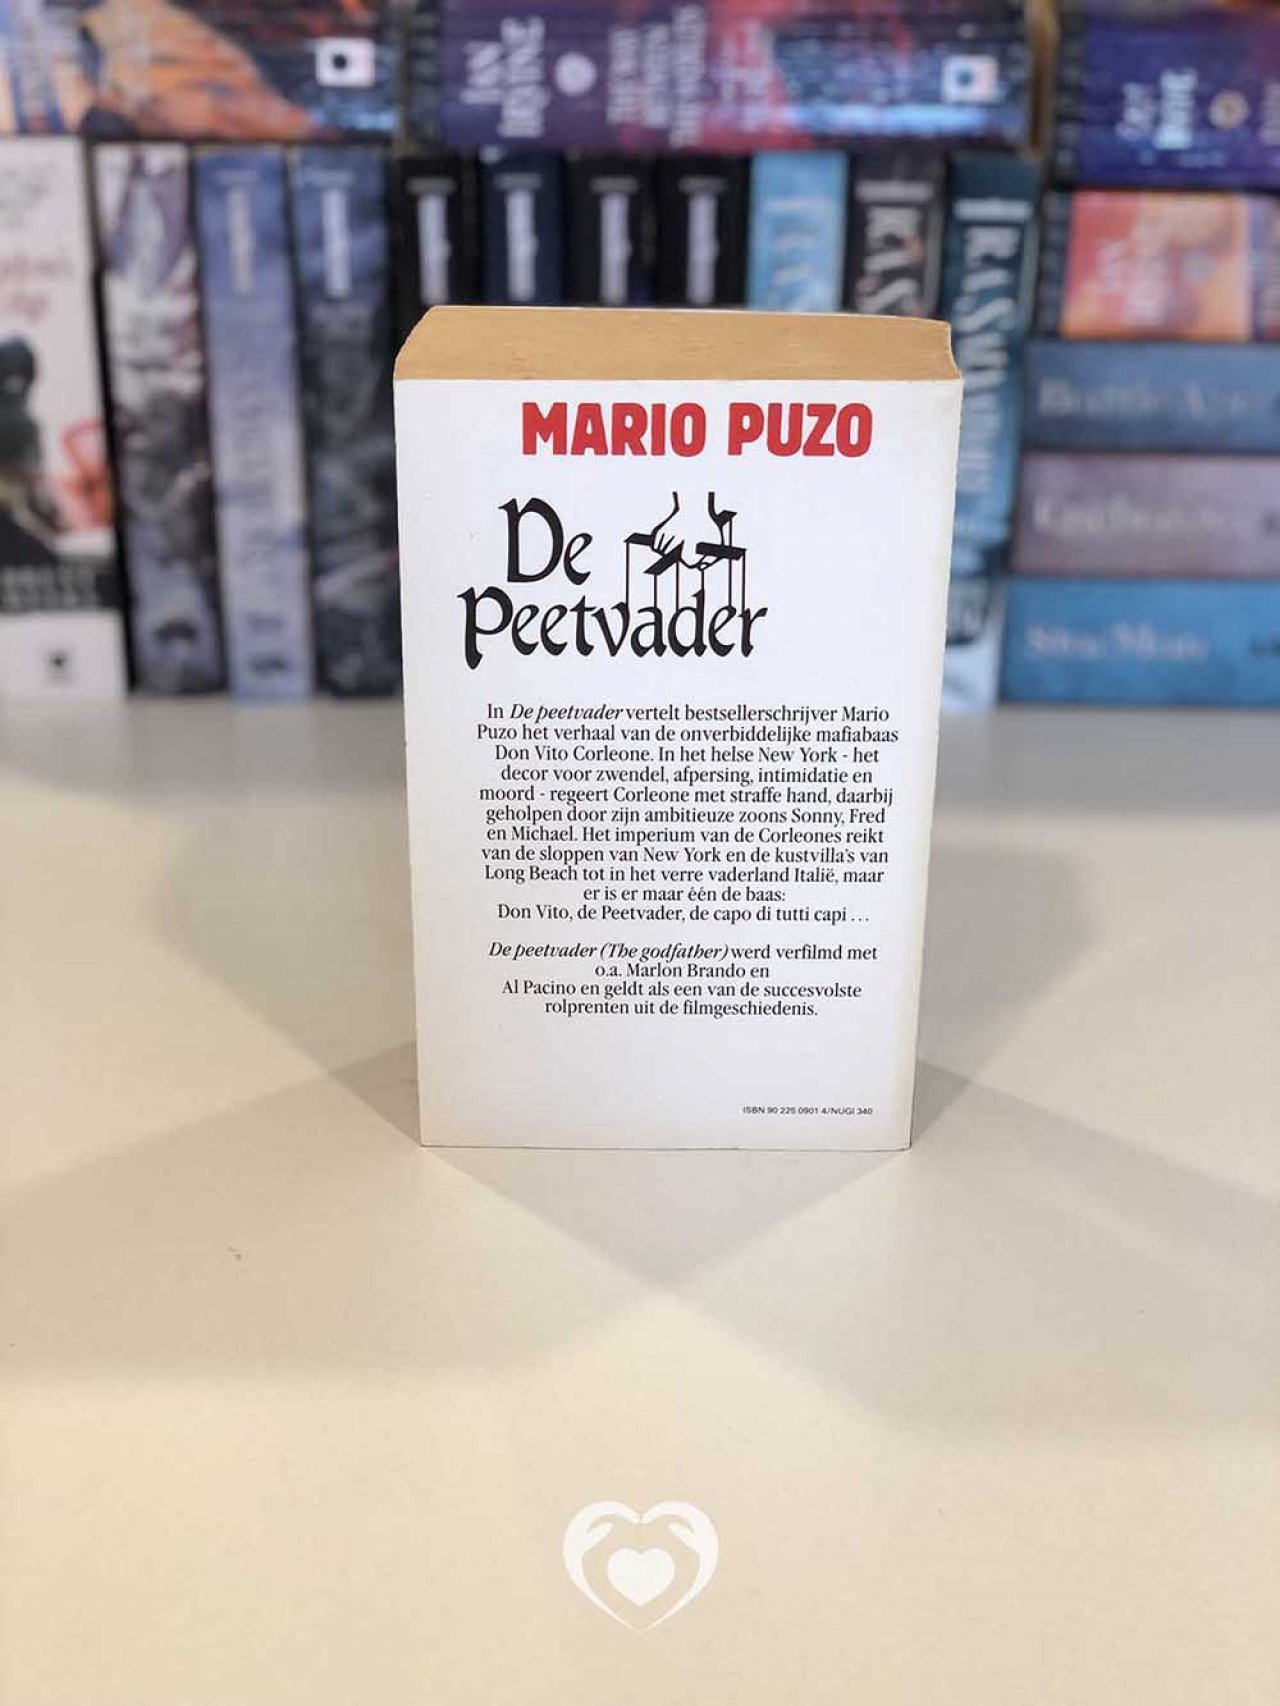 MARIO PUZO
De
Peetvader
In De peetvader vertelt bestsellerschrijver Mario
Puzo het verhaal van de onverbiddelijke mafiabaas
Don Vito Corleone. In het helse New York - het
decor voor zwendel, afpersing, intimidatie en
moord - regeert Corleone met straffe hand, daarbij
geholpen door zijn ambitieuze zoons Sonny, Fred
en Michael. Het imperium van de Corleones reikt
van de sloppen van New York en de kustvilla's van
Long Beach tot in het verre vaderland Italië, maar
er is er maar één de baas:
Don Vito, de Peetvader, de capo di tutti capi ...
De peetvader (The godfather) werd verfilmd met
o.a. Marlon Brando en
Al Pacino en geldt als een van de succesvolste
rolprenten uit de filmgeschiedenis.
ISBN 90 225 0901 4/NUGI 340